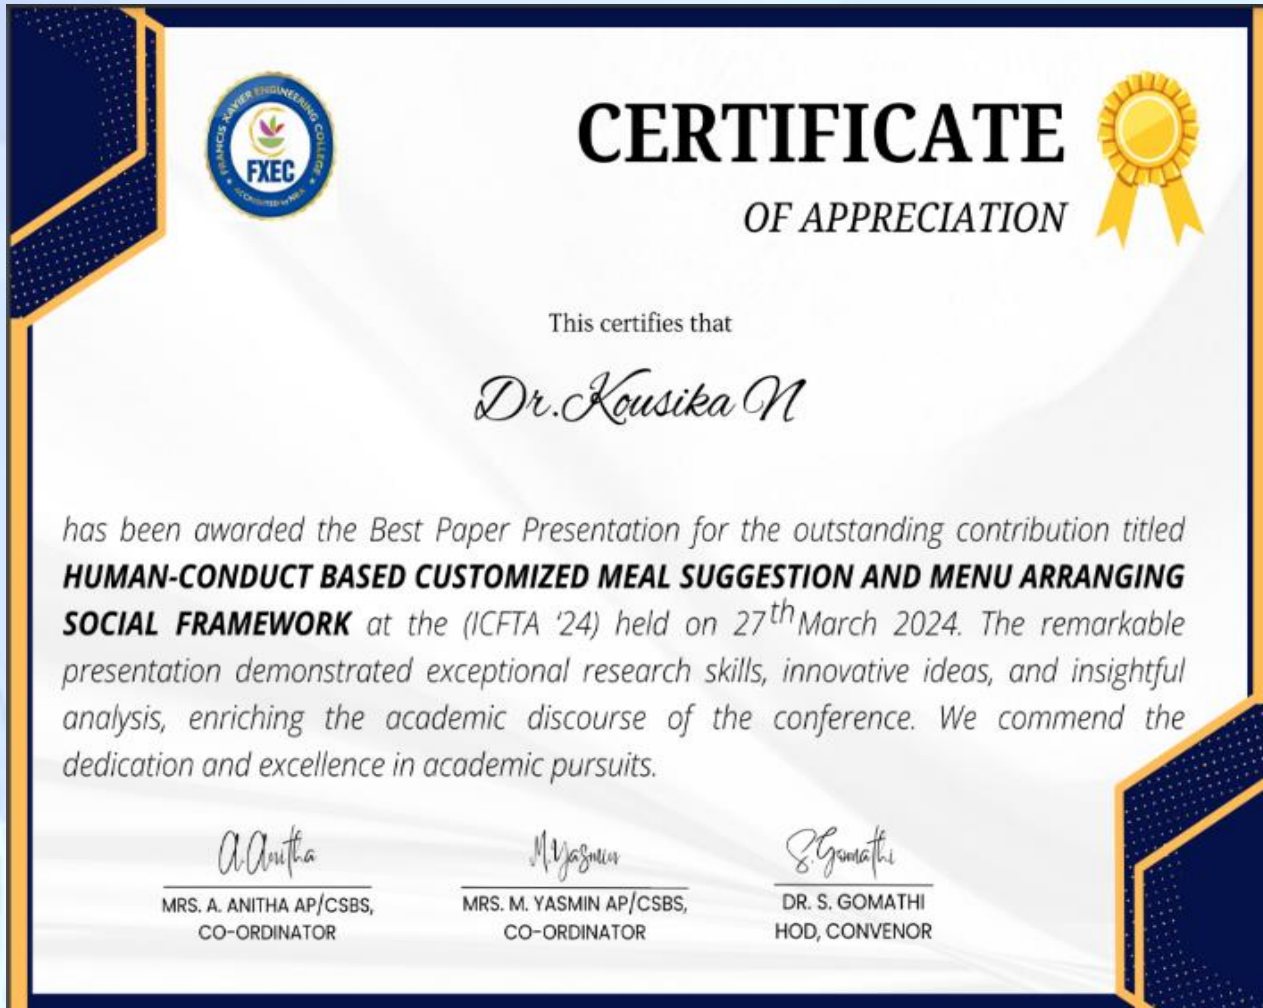 FRANCIS XAVIER ENGINEERING COLLEGE
FXEC
ACCREDITED by NBA
CERTIFICATE
OF APPRECIATION
This certifies that
Dr.Kousika N
has been awarded the Best Paper Presentation for the outstanding contribution titled
HUMAN-CONDUCT BASED CUSTOMIZED MEAL SUGGESTION AND MENU ARRANGING
SOCIAL FRAMEWORK at the (ICFTA '24) held on 27th March 2024. The remarkable
presentation demonstrated exceptional research skills, innovative ideas, and insightful
analysis, enriching the academic discourse of the conference. We commend the
dedication and excellence in academic pursuits.
A.Anitha M.Yasmin S.Gomathi
MRS. A. ANITHA AP/CSBS, MRS. M. YASMIN AP/CSBS, DR. S. GOMATHI
CO-ORDINATOR CO-ORDINATOR HOD, CONVENOR